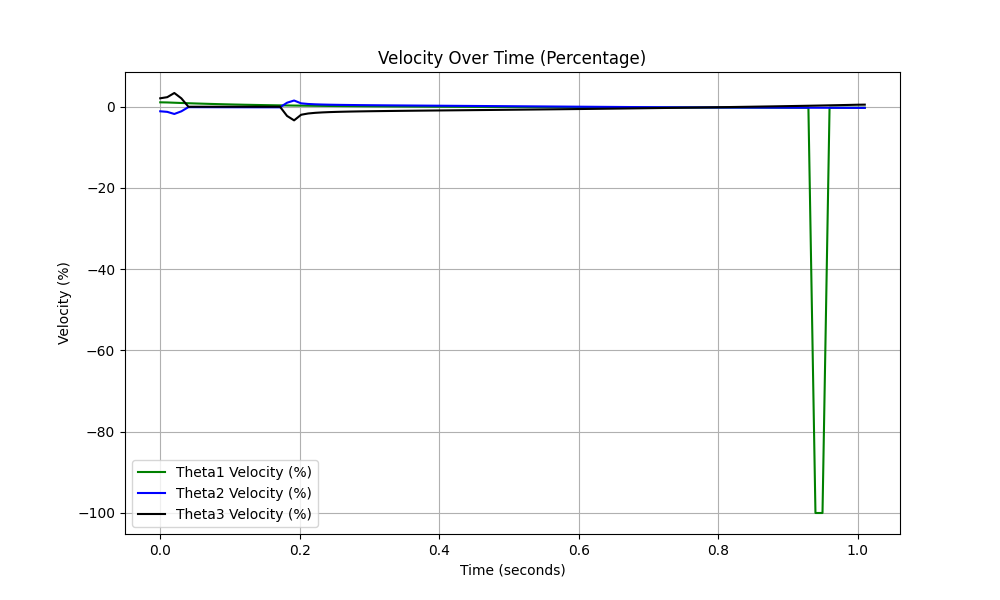 Velocity Over Time (Percentage)
0
−20
−40
−60
−80
−100
Velocity (%)
Theta1 Velocity (%)
Theta2 Velocity (%)
Theta3 Velocity (%)
0.0 0.2 0.4 0.6 0.8 1.0
Time (seconds)